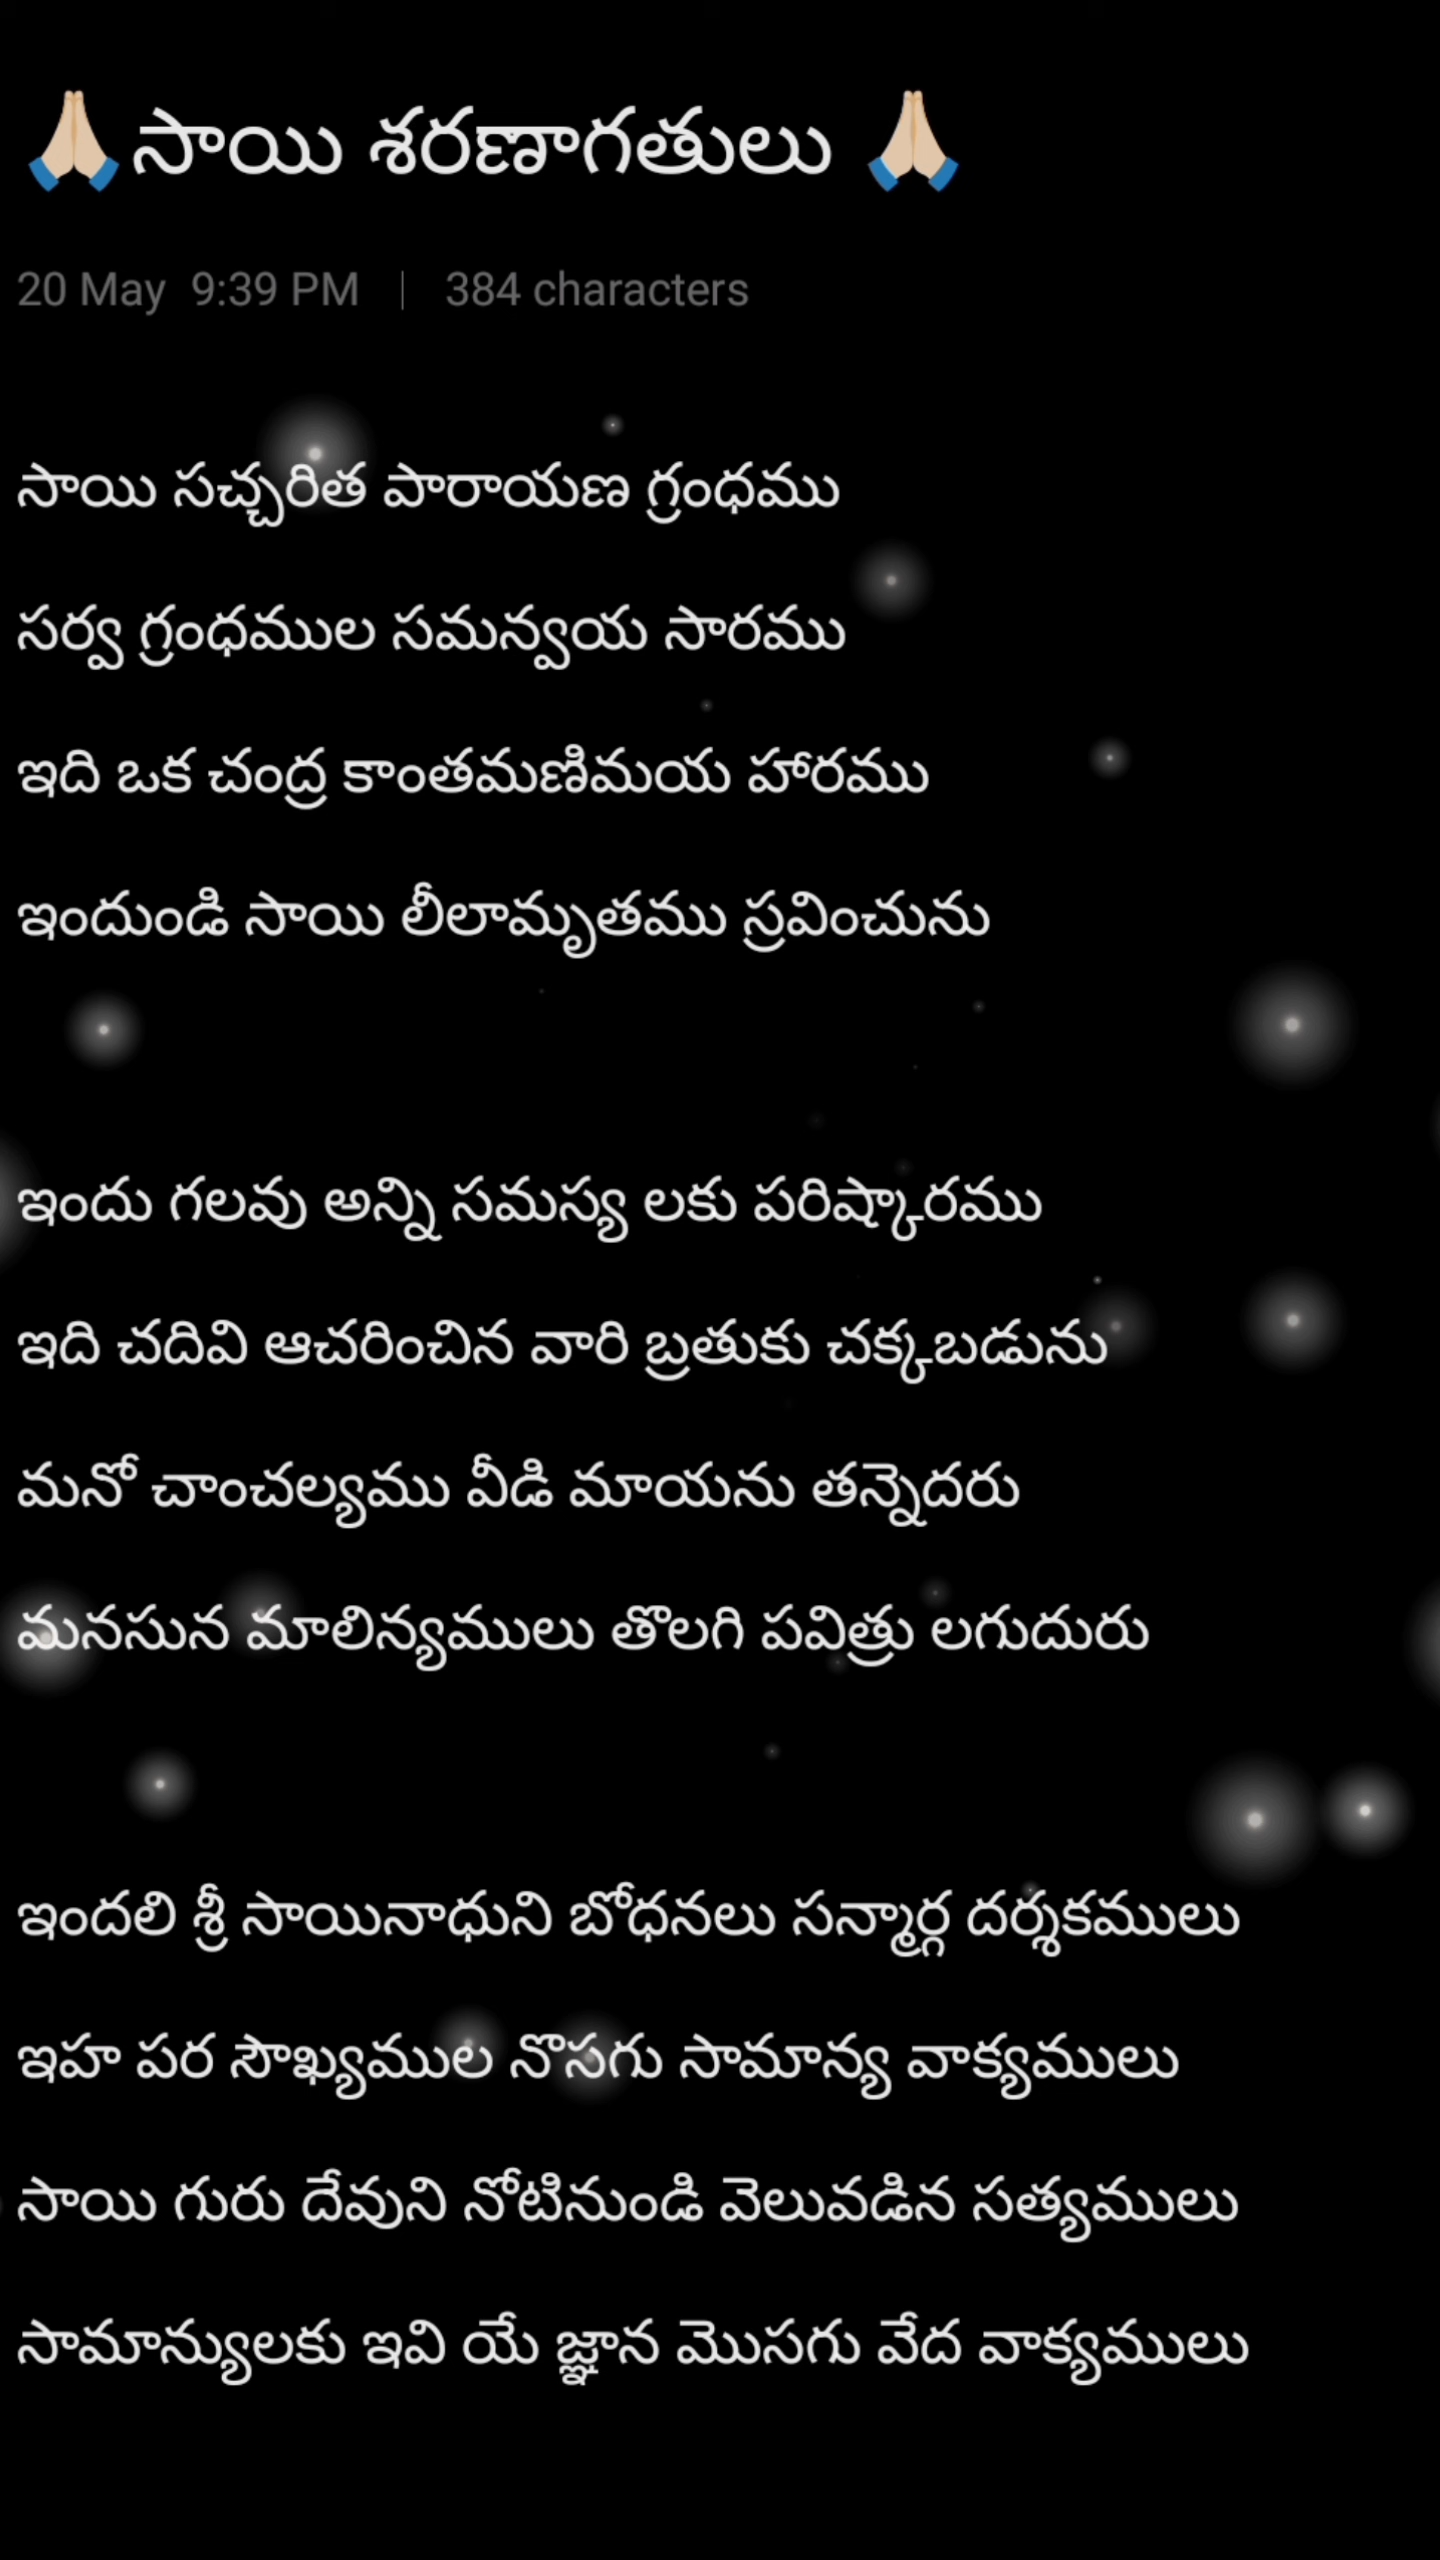 🙏🏻సాయి శరణాగతులు 🙏🏻
20 May 9:39 PM | 384 characters
సాయి సచ్చరిత పారాయణ గ్రంధము
సర్వ గ్రంధముల సమన్వయ సారము
ఇది ఒక చంద్ర కాంతమణిమయ హారము
ఇందుండి సాయి లీలామృతము స్రవించును
ఇందు గలవు అన్ని సమస్య లకు పరిష్కారము
ఇది చదివి ఆచరించిన వారి బ్రతుకు చక్కబడును
మనో చాంచల్యము వీడి మాయను తన్నెదరు
మనసున మాలిన్యములు తొలగి పవిత్రు లగుదురు
ఇందలి శ్రీ సాయినాధుని బోధనలు సన్మార్గ దర్శకములు
ఇహ పర సౌఖ్యముల నొసగు సామాన్య వాక్యములు
సాయి గురు దేవుని నోటినుండి వెలువడిన సత్యములు
సామాన్యులకు ఇవి యే జ్ఞాన మొసగు వేద వాక్యములు